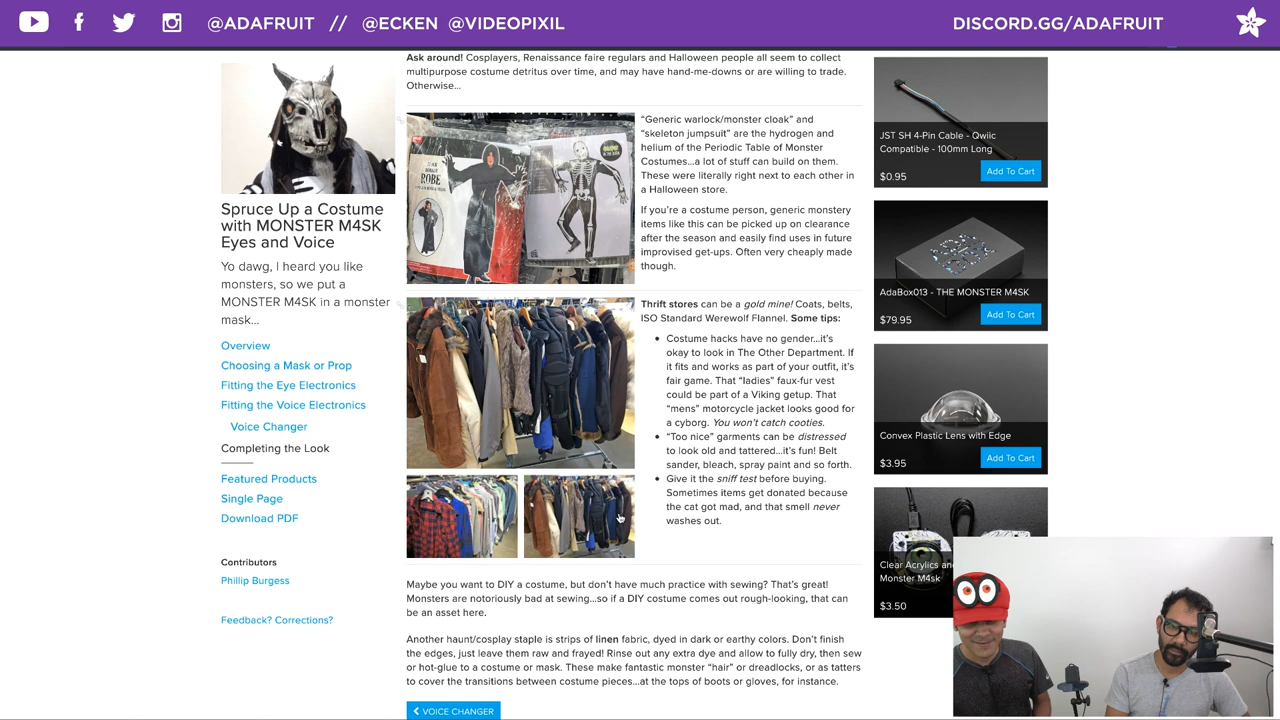 @ADAFRUIT // @ECKEN @VIDEOPIXIL
DISCORD.GG/ADAFRUIT
Spruce Up a Costume
with MONSTER M4SK
Eyes and Voice
Yo dawg, I heard you like
monsters, so we put a
MONSTER M4SK in a monster
mask...
Overview
Choosing a Mask or Prop
Fitting the Eye Electronics
Fitting the Voice Electronics
Voice Changer
Completing the Look
Featured Products
Single Page
Download PDF
Contributors
Phillip Burgess
Feedback? Corrections?
Ask around! Cosplayers, Renaissance faire regulars and Halloween people all seem to collect
multipurpose costume detritus over time, and may have hand-me-downs or are willing to trade.
Otherwise...
ROBE
"Generic warlock/monster cloak" and
"skeleton jumpsuit" are the hydrogen and
helium of the Periodic Table of Monster
Costumes...a lot of stuff can build on them.
These were literally right next to each other in
a Halloween store.
If you're a costume person, generic monstery
items like this can be picked up on clearance
after the season and easily find uses in future
improvised get-ups. Often very cheaply made
though.
Thrift stores can be a gold mine! Coats, belts,
ISO Standard Werewolf Flannel. Some tips:
• Costume hacks have no gender...it's
okay to look in The Other Department. If
it fits and works as part of your outfit, it's
fair game. That "ladies" faux-fur vest
could be part of a Viking getup. That
"mens" motorcycle jacket looks good for
a cyborg. You won't catch cooties.
• "Too nice" garments can be distressed
to look old and tattered...it's fun! Belt
sander, bleach, spray paint and so forth.
• Give it the sniff test before buying.
Sometimes items get donated because
the cat got mad, and that smell never
washes out.
Maybe you want to DIY a costume, but don't have much practice with sewing? That's great!
Monsters are notoriously bad at sewing...so if a DIY costume comes out rough-looking, that can
be an asset here.
Another haunt/cosplay staple is strips of linen fabric, dyed in dark or earthy colors. Don't finish
the edges, just leave them raw and frayed! Rinse out any extra dye and allow to fully dry, then sew
or hot-glue to a costume or mask. These make fantastic monster "hair" or dreadlocks, or as tatters
to cover the transitions between costume pieces...at the tops of boots or gloves, for instance.
VOICE CHANGER
JST SH 4-Pin Cable - Qwiic
Compatible - 100mm Long
$0.95
Add To Cart
AdaBox013 - THE MONSTER M4SK
$79.95
Add To Cart
Convex Plastic Lens with Edge
$3.95
Add To Cart
Clear Acrylics an
Monster M4sk
$3.50